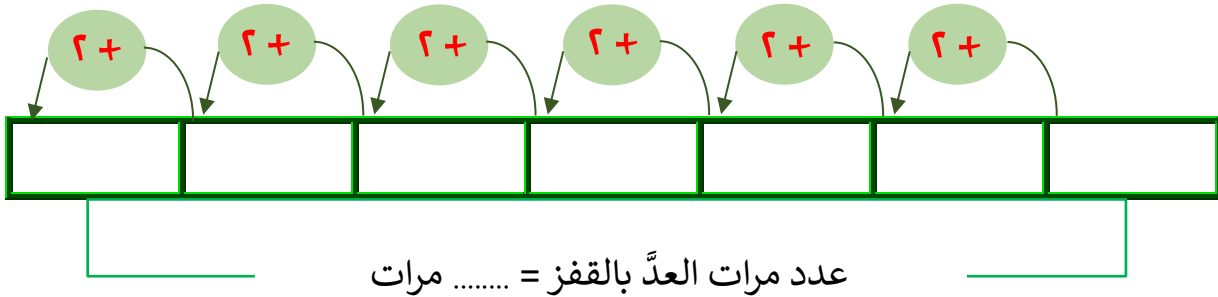 + ٢ + ٢ + ٢ + ٢ + ٢ + ٢
عدد مرات العدَّ بالقفز = ........ مرات